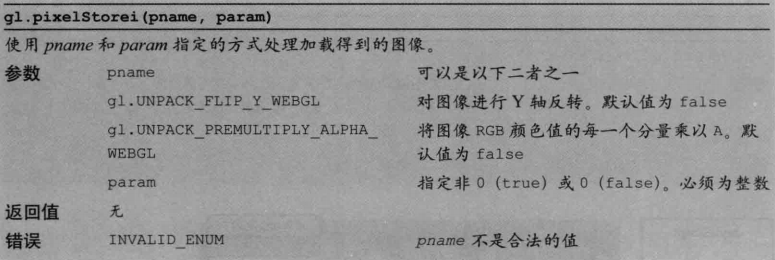 gl.pixelStorei(pname, param)
使用 pname 和 param 指定的方式处理加载得到的图像。
参数 pname 可以是以下二者之一
gl.UNPACK_FLIP_Y_WEBGL 对图像进行 Y 轴反转。默认值为 false
gl.UNPACK_PREMULTIPLY_ALPHA_ 将图像 RGB 颜色值的每一个分量乘以 A。默
WEBGL 认值为 false
param 指定非 0 (true) 或 0 (false)。必须为整数
返回值 无
错误 INVALID_ENUM pname 不是合法的值